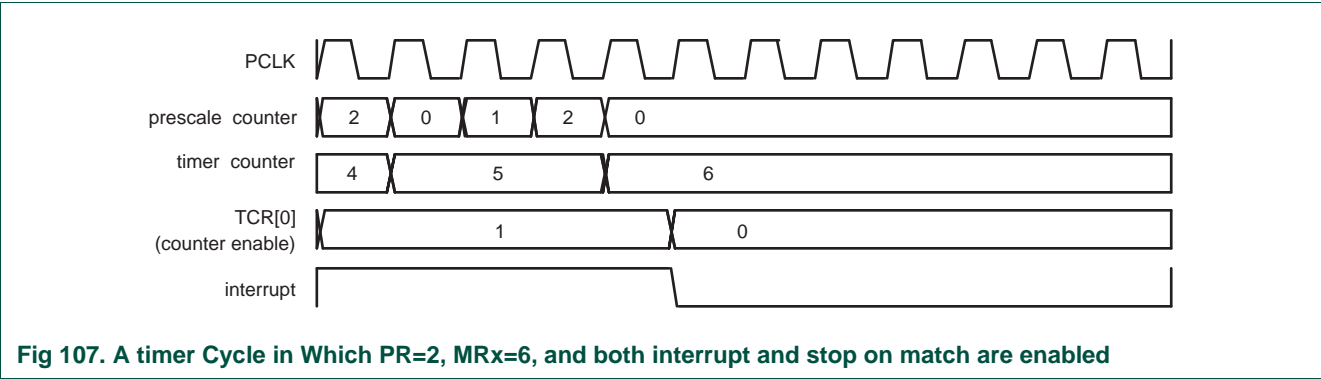 PCLK
prescale counter 2 0 1 2 0
timer counter 4 5 6
TCR[0]
(counter enable) 1 0
interrupt
Fig 107. A timer Cycle in Which PR=2, MRx=6, and both interrupt and stop on match are enabled